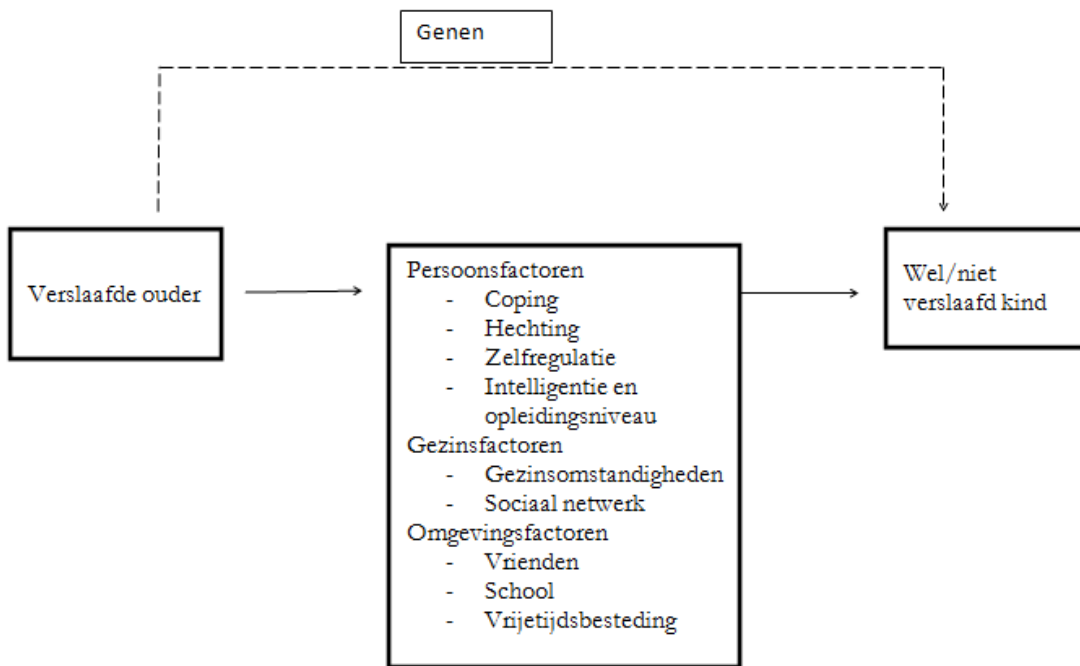 Genen
Verslaafde ouder
Persoonsfactoren
- Coping
- Hechting
- Zelfregulatie
- Intelligentie en
opleidingsniveau
Gezinsfactoren
- Gezinsomstandigheden
- Sociaal netwerk
Omgevingsfactoren
- Vrienden
- School
- Vrijetijdsbesteding
Wel/niet
verslaafd kind